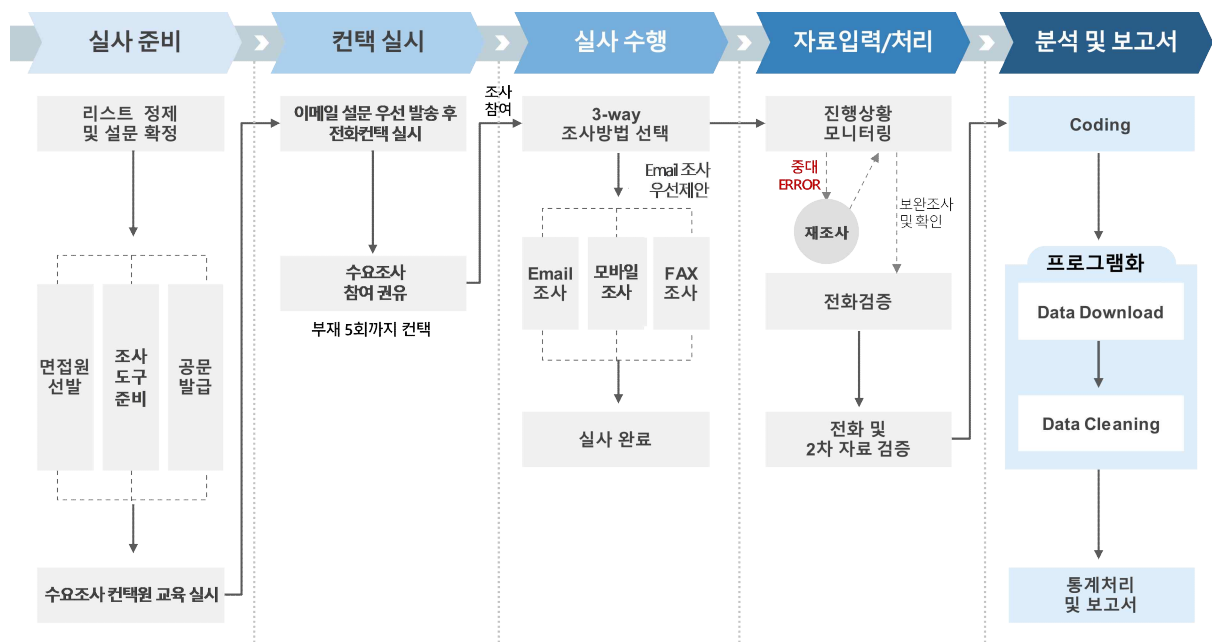 실사 준비
컨택 실시
실사 수행
자료입력/처리
분석 및 보고서
리스트 정제
및 설문 확정
면접원
선발
조사
도구
준비
공문
발급
수요조사 컨택원 교육 실시
이메일 설문 우선 발송 후
전화컨택 실시
수요조사
참여 권유
부재 5회까지 컨택
조사
참여
3-way
조사방법 선택
Email 조사
우선제안
Email
조사
모바일
조사
FAX
조사
실사 완료
진행상황
모니터링
중대
ERROR
재조사
보완조사
및 확인
전화검증
전화 및
2차 자료 검증
Coding
프로그램화
Data Download
Data Cleaning
통계처리
및 보고서